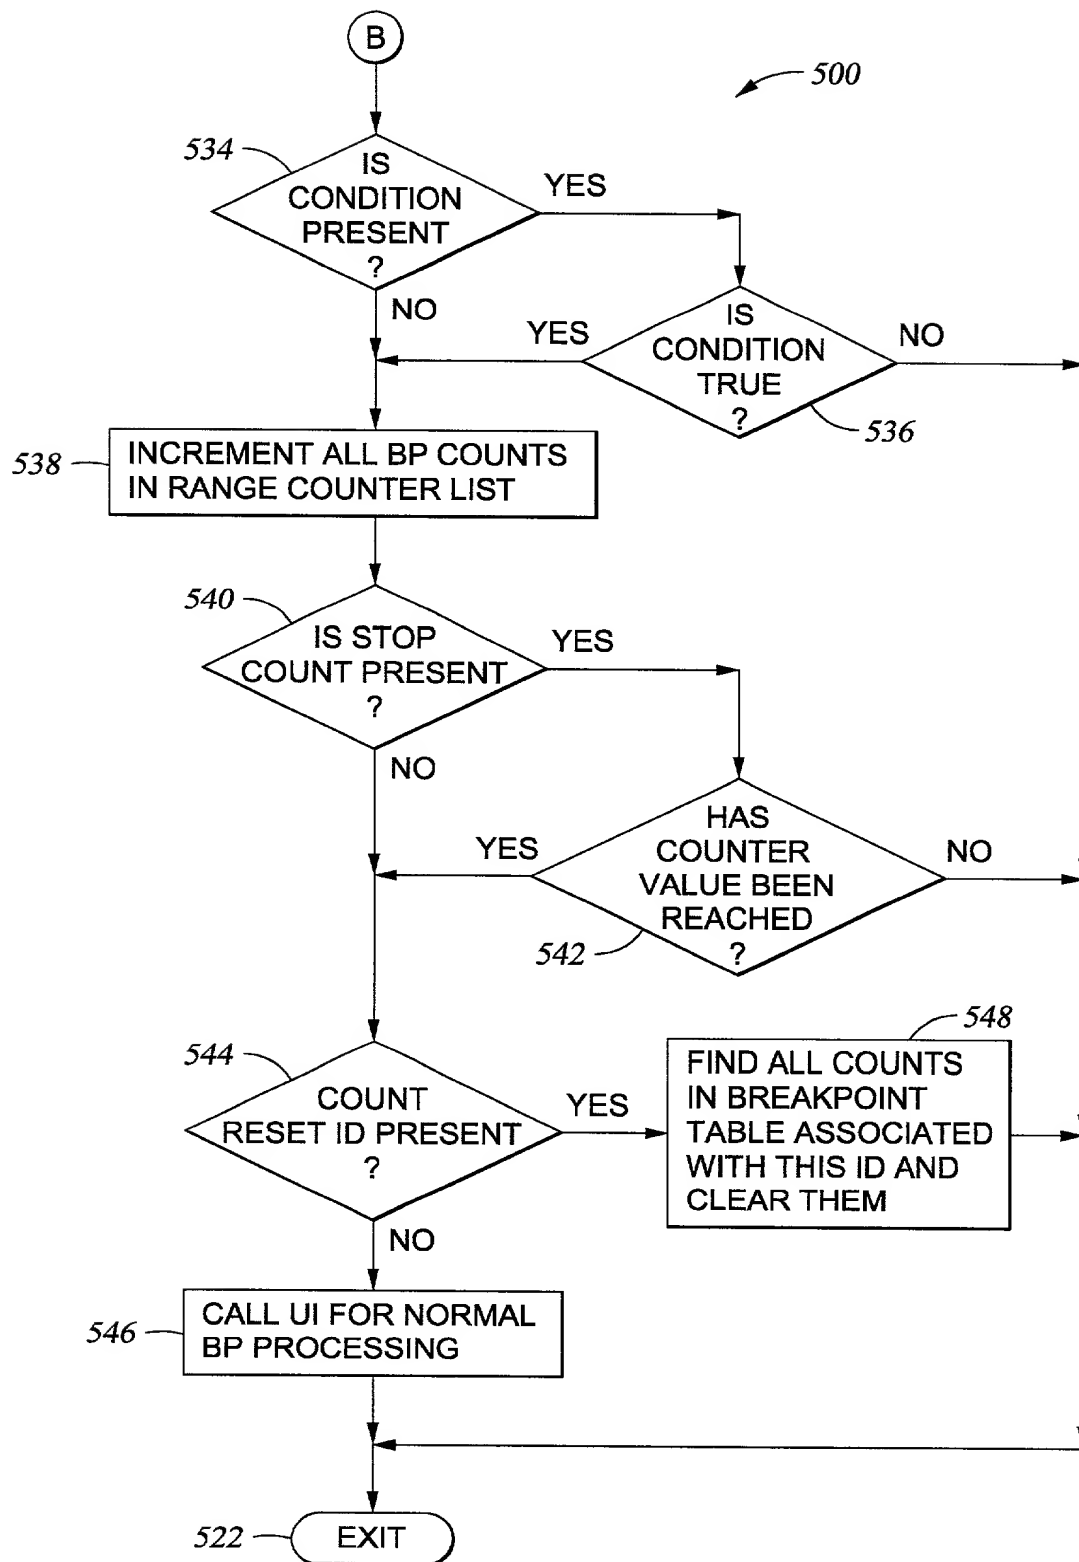 B
500
534
IS
CONDITION
PRESENT
?
YES
NO
YES
IS
CONDITION
TRUE
?
NO
536
538
INCREMENT ALL BP COUNTS
IN RANGE COUNTER LIST
540
IS STOP
COUNT PRESENT
?
YES
NO
YES
HAS
COUNTER
VALUE BEEN
REACHED
?
NO
542
544
COUNT
RESET ID PRESENT
?
YES
548
FIND ALL COUNTS
IN BREAKPOINT
TABLE ASSOCIATED
WITH THIS ID AND
CLEAR THEM
NO
546
CALL UI FOR NORMAL
BP PROCESSING
522
EXIT